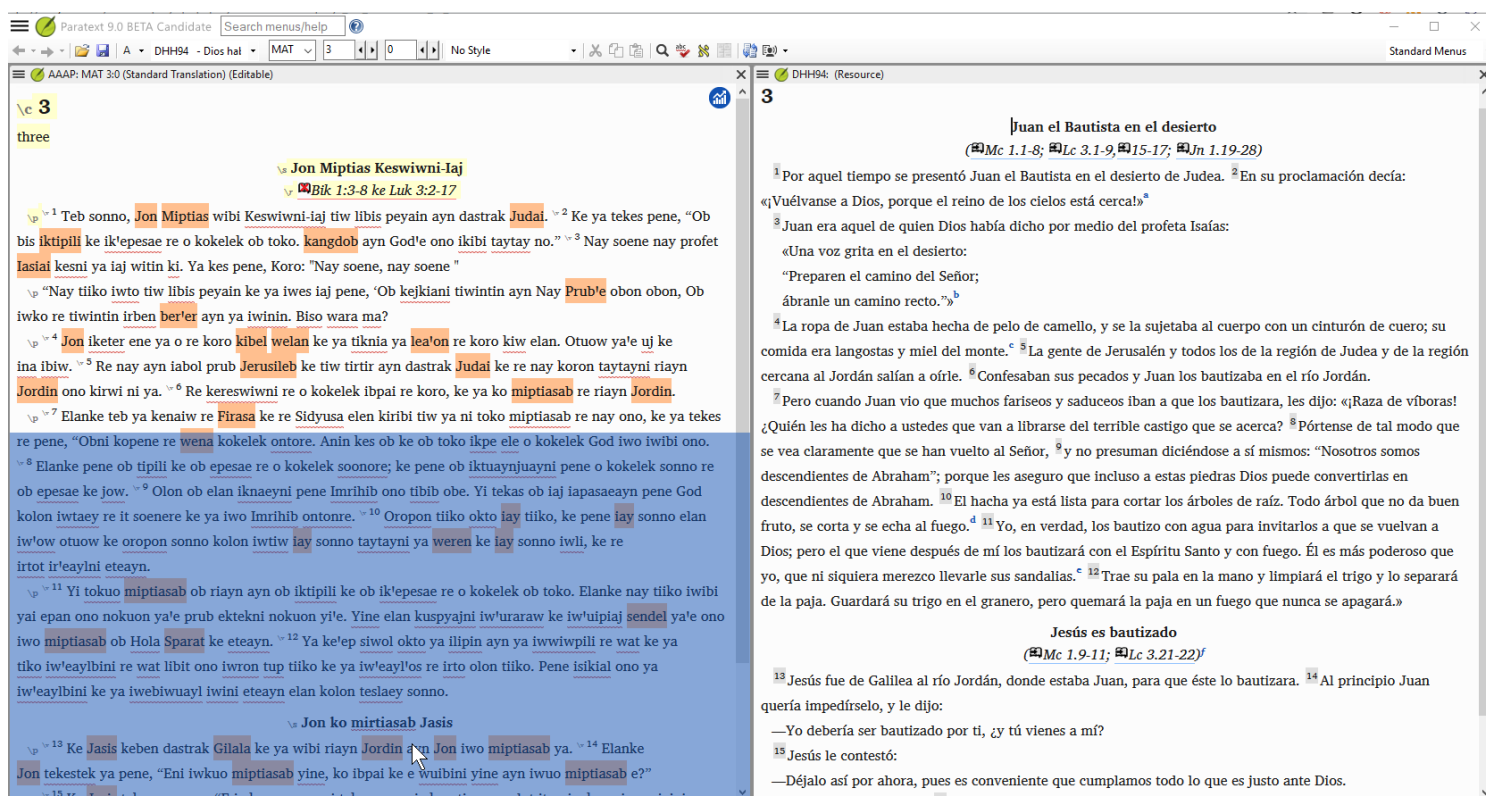 Paratext 9.0 BETA Candidate Search menus/help
A DHH94 - Dios hal MAT 3 0 No Style Standard Menus
AAAP: MAT 3:0 (Standard Translation) (Editable)
\c 3
three
\s Jon Miptias Keswiwni-Iaj
\r Bik 1:3-8 ke Luk 3:2-17
\p \v 1 Teb sonno, Jon Miptias wibi Keswiwni-iaj tiw libis peyain ayn dastrak Judai. \v 2 Ke ya tekes pene, “Ob
bis iktipili ke ik'epesae re o kokelek ob toko. kangdob ayn God'e ono ikibi taytay no.” \v 3 Nay soene nay profet
Iasiai kesni ya iaj witin ki. Ya kes pene, Koro: "Nay soene, nay soene "
\p “Nay tiiko iwto tiw libis peyain ke ya iwes iaj pene, ‘Ob kejkiani tiwintin ayn Nay Prub'e obon obon, Ob
iwko re tiwintin irben ber'er ayn ya iwinin. Biso wara ma?
\p \v 4 Jon iketer ene ya o re koro kibel welan ke ya tiknia ya lea'on re koro kiw elan. Otuow ya'e uj ke
ina ibiw. \v 5 Re nay ayn iabol prub Jerusileb ke tiw tirtir ayn dastrak Judai ke re nay koron taytayni riayn
Jordin ono kirwi ni ya. \v 6 Re kereswiwni re o kokelek ibpai re koro, ke ya ko miptiasab re riayn Jordin.
\p \v 7 Elanke teb ya kenaiw re Firasa ke re Sidyusa elen kiribi tiw ya ni toko miptiasab re nay ono, ke ya tekes
re pene, “Obni kopene re wena kokelek ontore. Anin kes ob ke ob toko ikpe ele o kokelek God iwo iwibi ono.
\v 8 Elanke pene ob tipili ke ob epesae re o kokelek soonore; ke pene ob iktuaynjuayni pene o kokelek sonno re
ob epesae ke jow. \v 9 Olon ob elan iknaeyni pene Imrihib ono tibib obe. Yi tekas ob iaj iapasaeayn pene God
kolon iwtaey re it soenere ke ya iwo Imrihib ontonre. \v 10 Oropon tiiko okto iay tiiko, ke pene iay sonno elan
iw'ow otuow ke oropon sonno kolon iwtiw iay sonno taytayni ya weren ke iay sonno iwli, ke re
irtot ir'eaylni eteayn.
\p \v 11 Yi tokuo miptiasab ob riayn ayn ob iktipili ke ob ik'epesae re o kokelek ob toko. Elanke nay tiiko iwibi
yai epan ono nokuon ya'e prub ektekni nokuon yi'e. Yine elan kuspyajni iw'uraraw ke iw'uipiaj sendel ya'e ono
iwo miptiasab ob Hola Sparat ke eteayn. \v 12 Ya ke'ep siwol okto ya ilipin ayn ya iwwiwpili re wat ke ya
tiko iw'eaylbini re wat libit ono iwron tup tiiko ke ya iw'eayl'os re irto olon tiiko. Pene isikial ono ya
iw'eaylbini ke ya iwebiwuayl iwini eteayn elan kolon teslaey sonno.
\s Jon ko mirtiasab Jasis
\p \v 13 Ke Jasis keben dastrak Gilala ke ya wibi riayn Jordin ayn Jon iwo miptiasab ya. \v 14 Elanke
Jon tekestek ya pene, “Eni iwkuo miptiasab yine, ko ibpai ke e wuibini yine ayn iwuo miptiasab e?”
DHH94: (Resource)
3
Juan el Bautista en el desierto
(Mc 1.1-8; Lc 3.1-9, 15-17; Jn 1.19-28)
1 Por aquel tiempo se presentó Juan el Bautista en el desierto de Judea. 2 En su proclamación decía:
«¡Vuélvanse a Dios, porque el reino de los cielos está cerca!» a
3 Juan era aquel de quien Dios había dicho por medio del profeta Isaías:
«Una voz grita en el desierto:
“Preparen el camino del Señor;
ábranle un camino recto.”» b
4 La ropa de Juan estaba hecha de pelo de camello, y se la sujetaba al cuerpo con un cinturón de cuero; su
comida era langostas y miel del monte. c 5 La gente de Jerusalén y todos los de la región de Judea y de la región
cercana al Jordán salían a oírle. 6 Confesaban sus pecados y Juan los bautizaba en el río Jordán.
7 Pero cuando Juan vio que muchos fariseos y saduceos iban a que los bautizara, les dijo: «¡Raza de víboras!
¿Quién les ha dicho a ustedes que van a librarse del terrible castigo que se acerca? 8 Pórtense de tal modo que
se vea claramente que se han vuelto al Señor, 9 y no presuman diciéndose a sí mismos: “Nosotros somos
descendientes de Abraham”; porque les aseguro que incluso a estas piedras Dios puede convertirlas en
descendientes de Abraham. 10 El hacha ya está lista para cortar los árboles de raíz. Todo árbol que no da buen
fruto, se corta y se echa al fuego. d 11 Yo, en verdad, los bautizo con agua para invitarlos a que se vuelvan a
Dios; pero el que viene después de mí los bautizará con el Espíritu Santo y con fuego. Él es más poderoso que
yo, que ni siquiera merezco llevarle sus sandalias. e 12 Trae su pala en la mano y limpiará el trigo y lo separará
de la paja. Guardará su trigo en el granero, pero quemará la paja en un fuego que nunca se apagará.»
Jesús es bautizado
(Mc 1.9-11; Lc 3.21-22) f
13 Jesús fue de Galilea al río Jordán, donde estaba Juan, para que éste lo bautizara. 14 Al principio Juan
quería impedírselo, y le dijo:
—Yo debería ser bautizado por ti, ¿y tú vienes a mí?
15 Jesús le contestó:
—Déjalo así por ahora, pues es conveniente que cumplamos todo lo que es justo ante Dios.